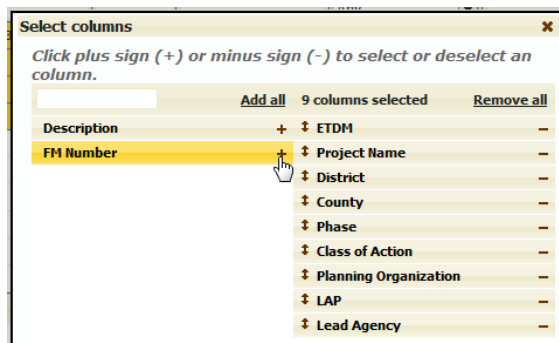 Select columns
Click plus sign (+) or minus sign (-) to select or deselect an
column.
Add all 9 columns selected Remove all
Description + ETDM −
FM Number + Project Name −
District −
County −
Phase −
Class of Action −
Planning Organization −
LAP −
Lead Agency −